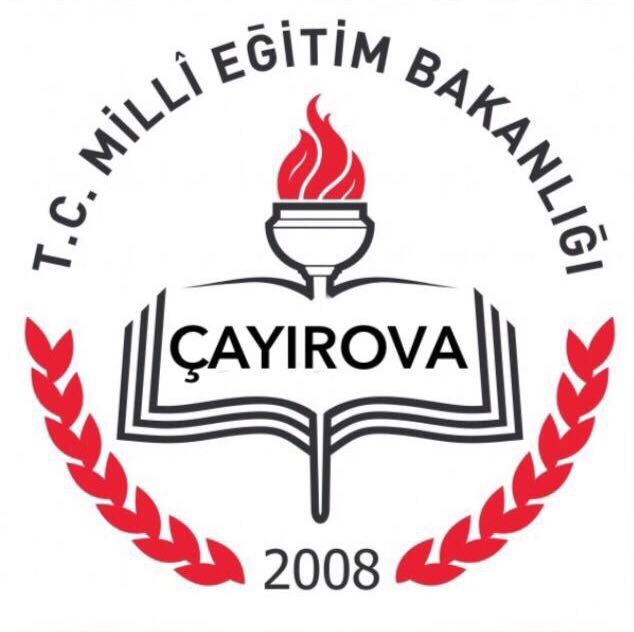 T.C. MİLLÎ EĞİTİM BAKANLIĞI
ÇAYIROVA
2008